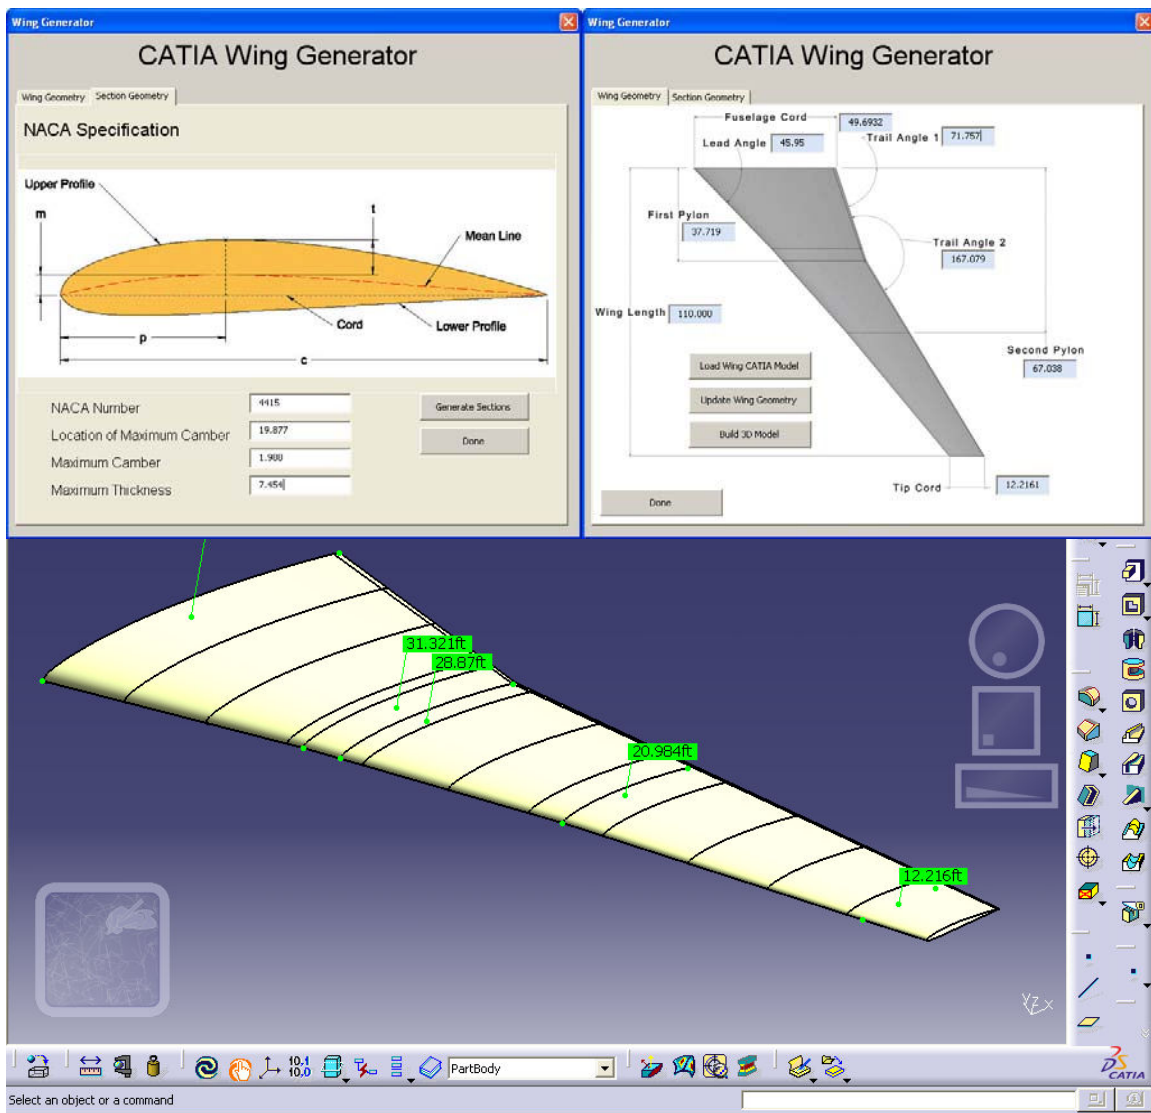 Wing Generator
CATIA Wing Generator
Wing Geometry
Section Geometry
NACA Specification
Upper Profile
m
t
Mean Line
Cord
Lower Profile
p
c
NACA Number
4415
Generate Sections
Location of Maximum Camber
19.877
Done
Maximum Camber
1.900
Maximum Thickness
7.454
Wing Generator
CATIA Wing Generator
Wing Geometry
Section Geometry
Fuselage Cord
49.6932
Lead Angle
45.95
Trail Angle 1
71.757
First Pylon
37.719
Trail Angle 2
167.079
Wing Length
110.000
Second Pylon
67.038
Load Wing CATIA Model
Update Wing Geometry
Build 3D Model
Tip Cord
12.2161
Done
31.321ft
28.87ft
20.984ft
12.216ft
y z x
10.1
10.0
PartBody
DS
CATIA
Select an object or a command